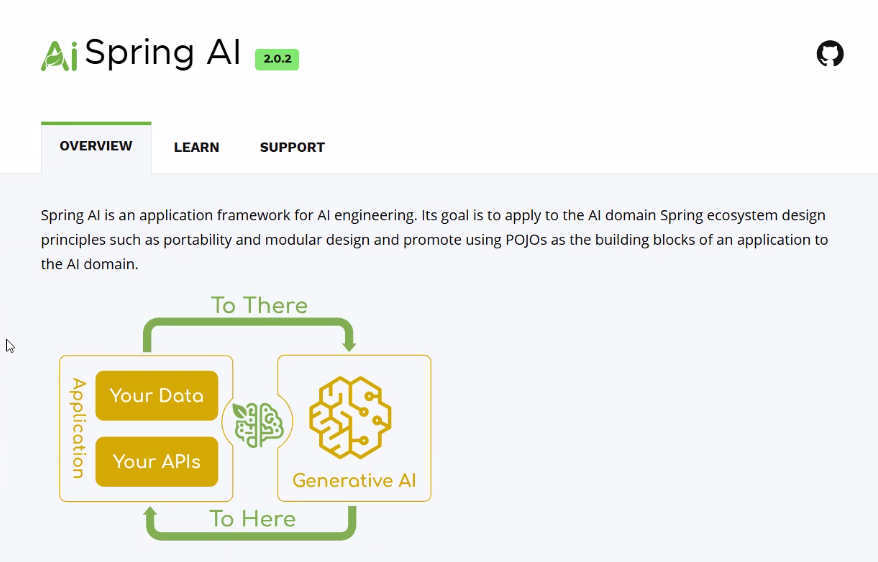 Ai Spring AI 2.0.2
OVERVIEW LEARN SUPPORT
Spring AI is an application framework for AI engineering. Its goal is to apply to the AI domain Spring ecosystem design
principles such as portability and modular design and promote using POJOs as the building blocks of an application to
the AI domain.
To There
Application
Your Data
Your APIs
Generative AI
To Here